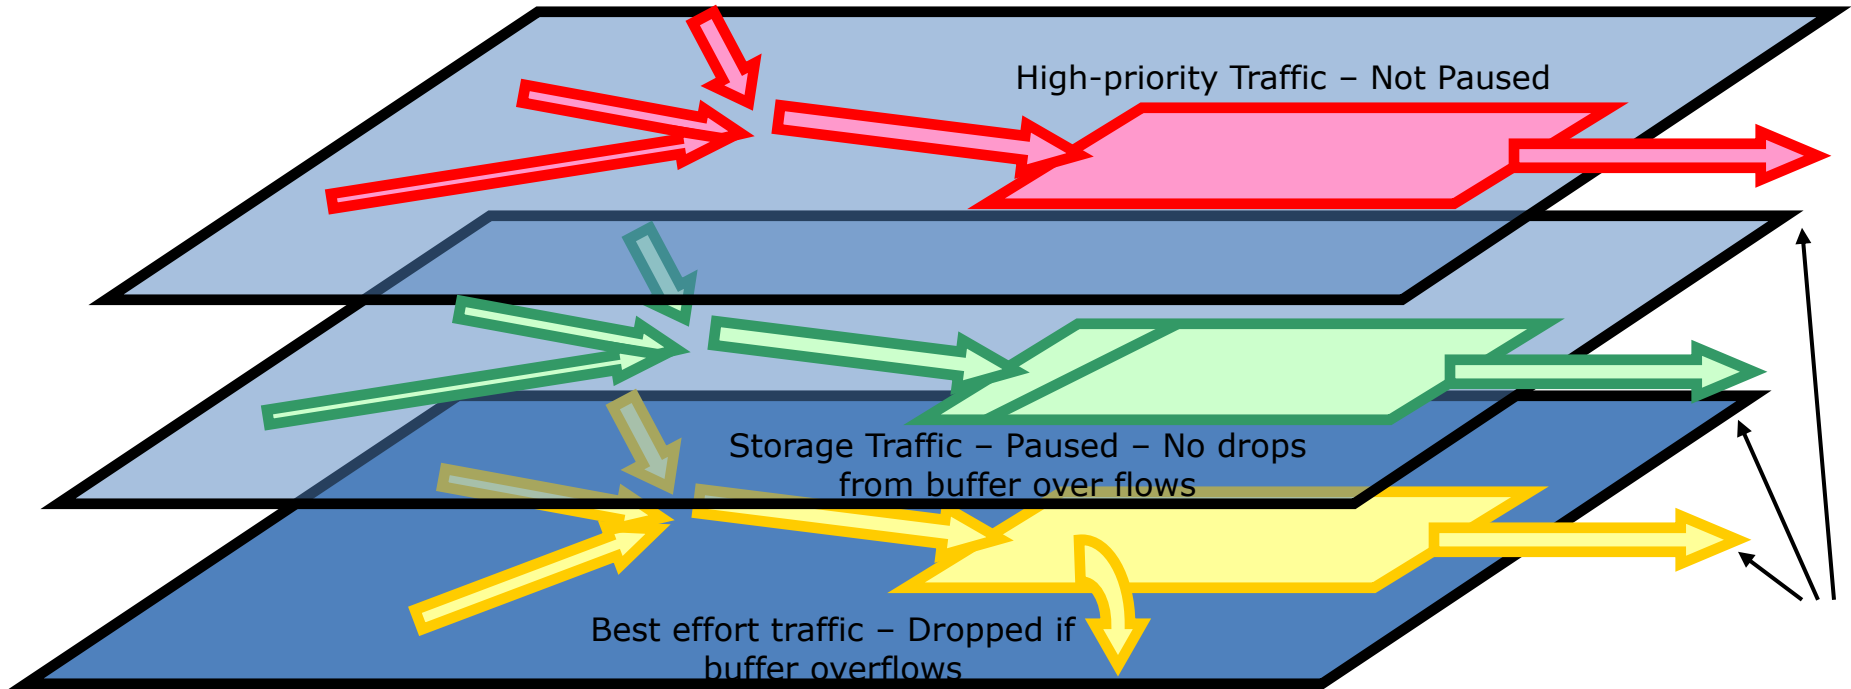 High-priority Traffic – Not Paused
Storage Traffic – Paused – No drops
from buffer over flows
Best effort traffic – Dropped if
buffer overflows